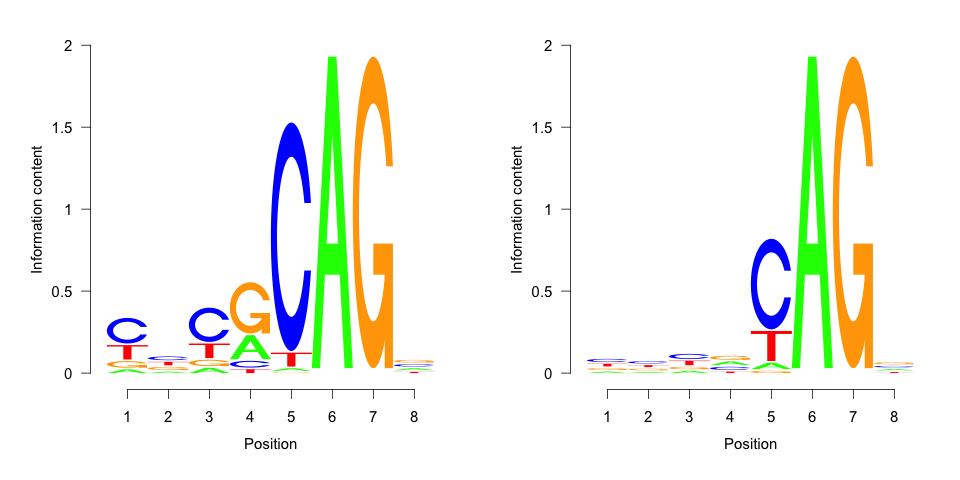 2
1.5
1
0.5
0
Information content
C T G A
C T G A
C T G A
G A C T
C T A
A
G
G C A T
1 2 3 4 5 6 7 8
Position
2
1.5
1
0.5
0
Information content
C T G A
C T G A
C T G A
G A C T
C T A G
A
G
G C A T
1 2 3 4 5 6 7 8
Position